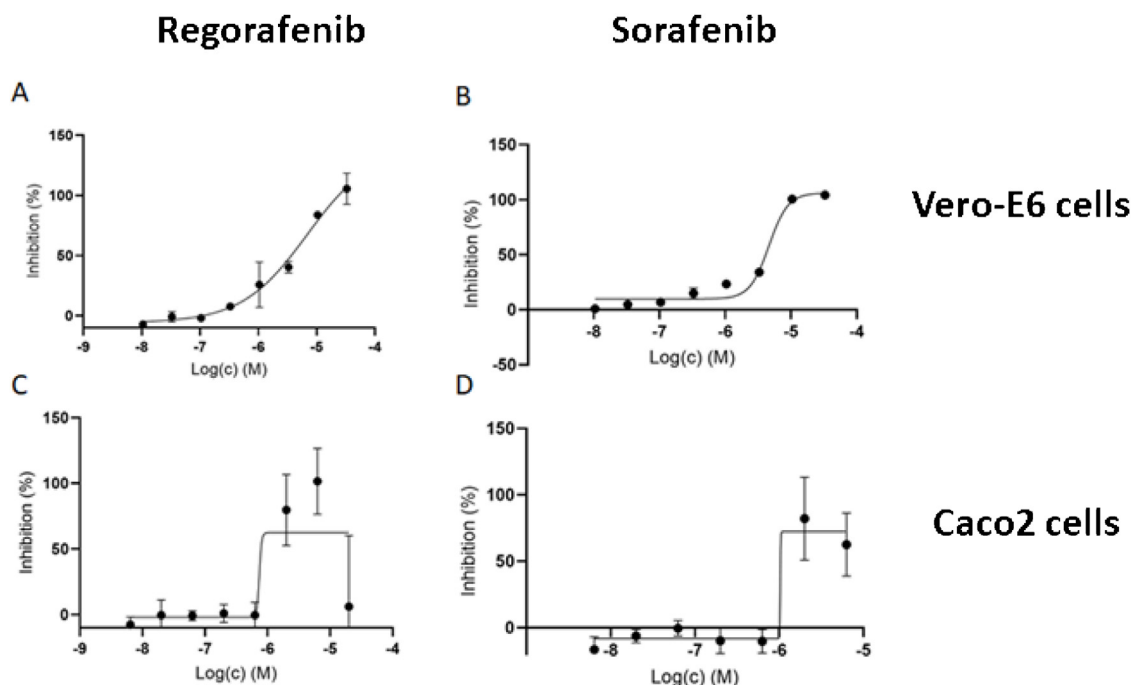 Regorafenib
Sorafenib
A
150
100
50
0
Inhibition (%)
-9
-8
-7
-6
-5
-4
Log(c) (M)
B
150
100
50
0
-50
Inhibition (%)
-8
-7
-6
-5
-4
Log(c) (M)
Vero-E6 cells
C
150
100
50
0
Inhibition (%)
-9
-8
-7
-6
-5
-4
Log(c) (M)
D
150
100
50
0
Inhibition (%)
-8
-7
-6
-5
Log(c) (M)
Caco2 cells